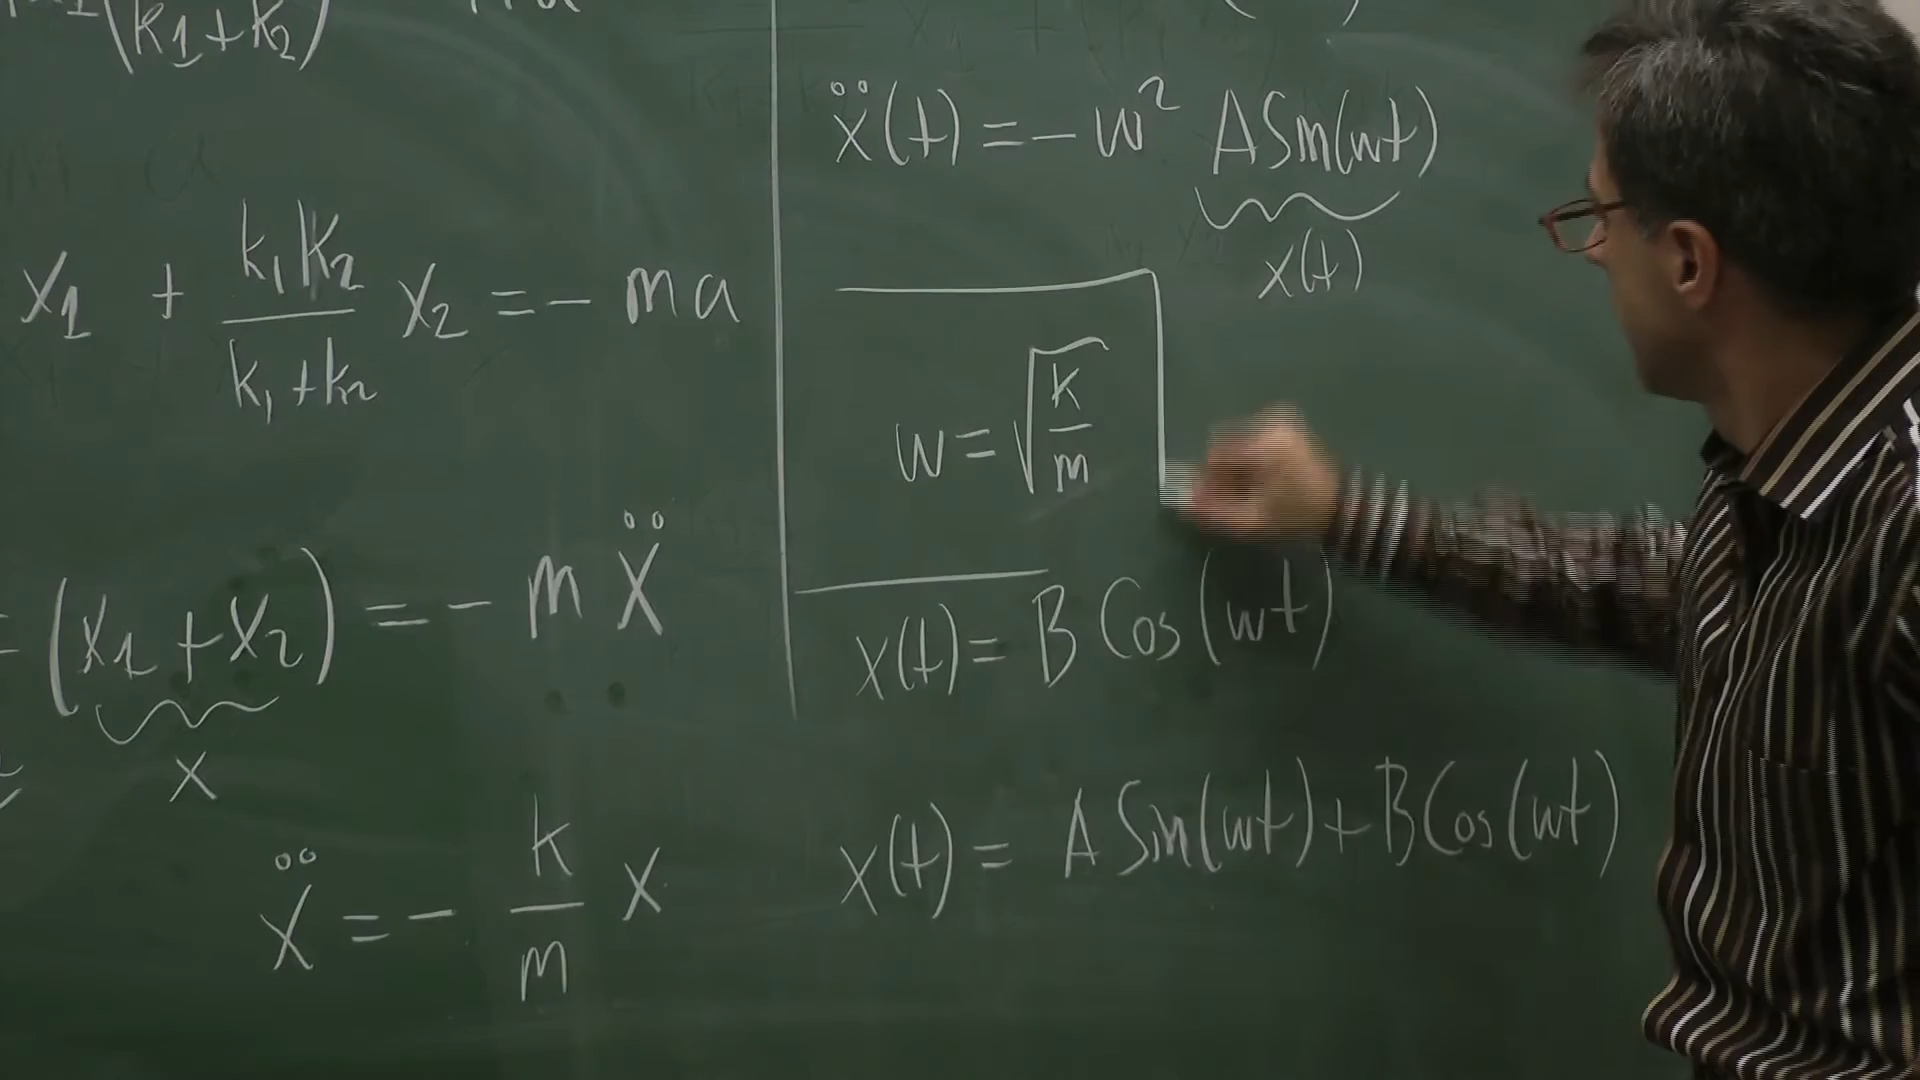 (k1+k2)
x1 + k1k2/k1+k2 x2 = - ma
(x1+x2) = - m ẍ
x
ẍ = - k/m x
ẍ(t) = - w² A Sin(wt)
x(t)
w = √k/m
x(t) = B Cos(wt)
x(t) = A Sin(wt) + B Cos(wt)